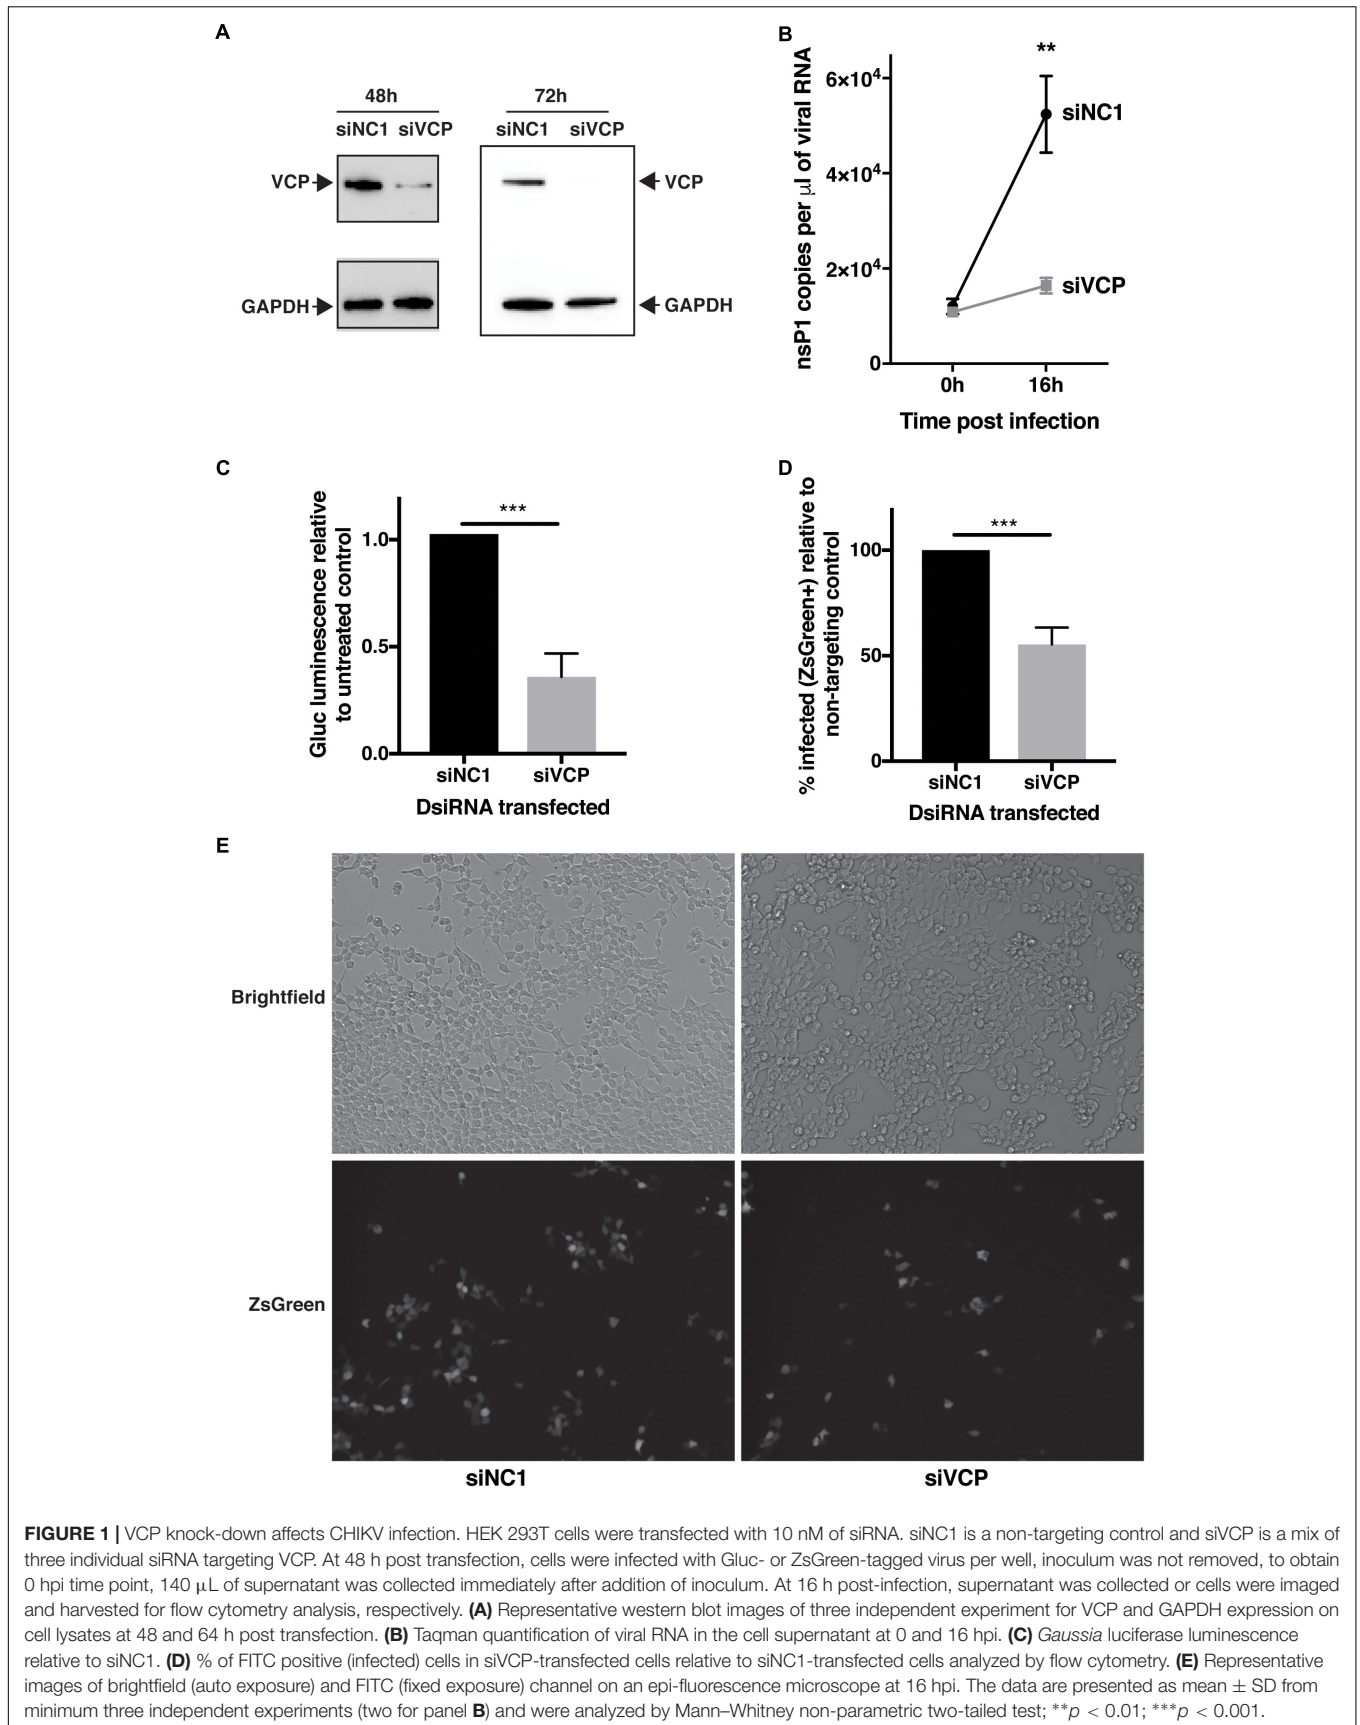 A
48h
72h
siNC1 siVCP
siNC1 siVCP
VCP
VCP
GAPDH
GAPDH
B
**
nsP1 copies per µl of viral RNA
6×10⁴
4×10⁴
2×10⁴
0
siNC1
siVCP
0h 16h
Time post infection
C
Gluc luminescence relative
to untreated control
1.0
0.5
0.0
***
siNC1 siVCP
DsiRNA transfected
D
% infected (ZsGreen+) relative to
non-targeting control
100
50
0
***
siNC1 siVCP
DsiRNA transfected
E
Brightfield
ZsGreen
siNC1 siVCP
FIGURE 1 | VCP knock-down affects CHIKV infection. HEK 293T cells were transfected with 10 nM of siRNA. siNC1 is a non-targeting control and siVCP is a mix of
three individual siRNA targeting VCP. At 48 h post transfection, cells were infected with Gluc- or ZsGreen-tagged virus per well, inoculum was not removed, to obtain
0 hpi time point, 140 µL of supernatant was collected immediately after addition of inoculum. At 16 h post-infection, supernatant was collected or cells were imaged
and harvested for flow cytometry analysis, respectively. (A) Representative western blot images of three independent experiment for VCP and GAPDH expression on
cell lysates at 48 and 64 h post transfection. (B) Taqman quantification of viral RNA in the cell supernatant at 0 and 16 hpi. (C) Gaussia luciferase luminescence
relative to siNC1. (D) % of FITC positive (infected) cells in siVCP-transfected cells relative to siNC1-transfected cells analyzed by flow cytometry. (E) Representative
images of brightfield (auto exposure) and FITC (fixed exposure) channel on an epi-fluorescence microscope at 16 hpi. The data are presented as mean ± SD from
minimum three independent experiments (two for panel B) and were analyzed by Mann–Whitney non-parametric two-tailed test; **p < 0.01; ***p < 0.001.